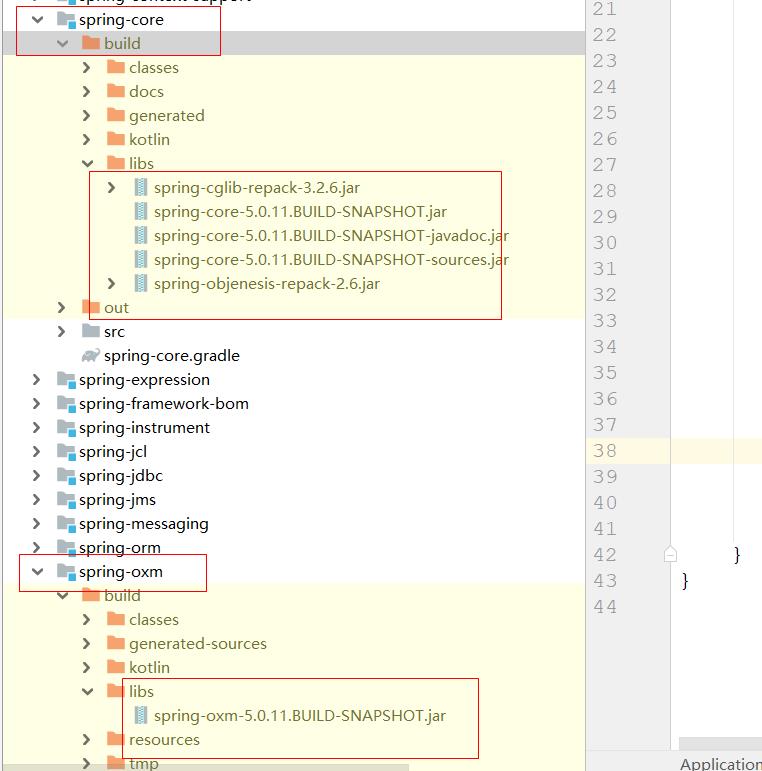 spring-core
build
classes
docs
generated
kotlin
libs
spring-cglib-repack-3.2.6.jar
spring-core-5.0.11.BUILD-SNAPSHOT.jar
spring-core-5.0.11.BUILD-SNAPSHOT-javadoc.jar
spring-core-5.0.11.BUILD-SNAPSHOT-sources.jar
spring-objenesis-repack-2.6.jar
out
src
spring-core.gradle
spring-expression
spring-framework-bom
spring-instrument
spring-jcl
spring-jdbc
spring-jms
spring-messaging
spring-orm
spring-oxm
build
classes
generated-sources
kotlin
libs
spring-oxm-5.0.11.BUILD-SNAPSHOT.jar
resources
tmp
21
22
23
24
25
26
27
28
29
30
31
32
33
34
35
36
37
38
39
40
41
42 }
43 }
44
Application